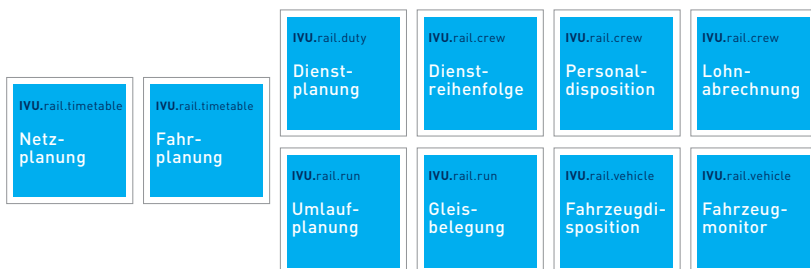 IVU.rail.timetable
Netz-
planung
IVU.rail.timetable
Fahr-
planung
IVU.rail.duty
Dienst-
planung
IVU.rail.crew
Dienst-
reihenfolge
IVU.rail.crew
Personal-
disposition
IVU.rail.crew
Lohn-
abrechnung
IVU.rail.run
Umlauf-
planung
IVU.rail.run
Gleis-
belegung
IVU.rail.vehicle
Fahrzeugdi-
sposition
IVU.rail.vehicle
Fahrzeug-
monitor